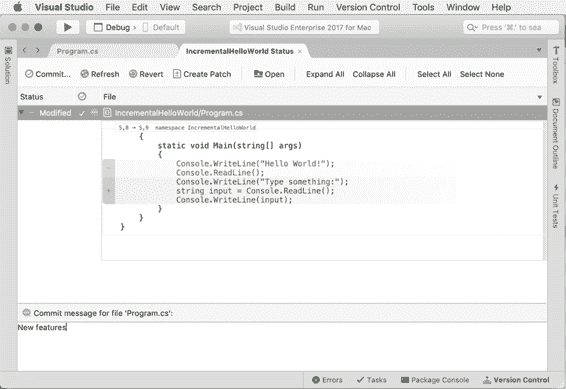 Visual Studio File Edit View Search Project Build Run Version Control Tools Window Help
Debug › Default Visual Studio Enterprise 2017 for Mac Press '⌘.' to sea
Program.cs IncrementalHelloWorld Status ×
Commit... Refresh Revert Create Patch Open Expand All Collapse All Select All Select None
Status File
Modified IncrementalHelloWorld/Program.cs
5,8 → 5,9 namespace IncrementalHelloWorld
{
static void Main(string[] args)
{
- Console.WriteLine("Hello World!");
Console.ReadLine();
+ Console.WriteLine("Type something:");
string input = Console.ReadLine();
Console.WriteLine(input);
}
}
}
Commit message for file 'Program.cs':
New features
Errors Tasks Package Console Version Control
Solution
Toolbox
Document Outline
Unit Tests